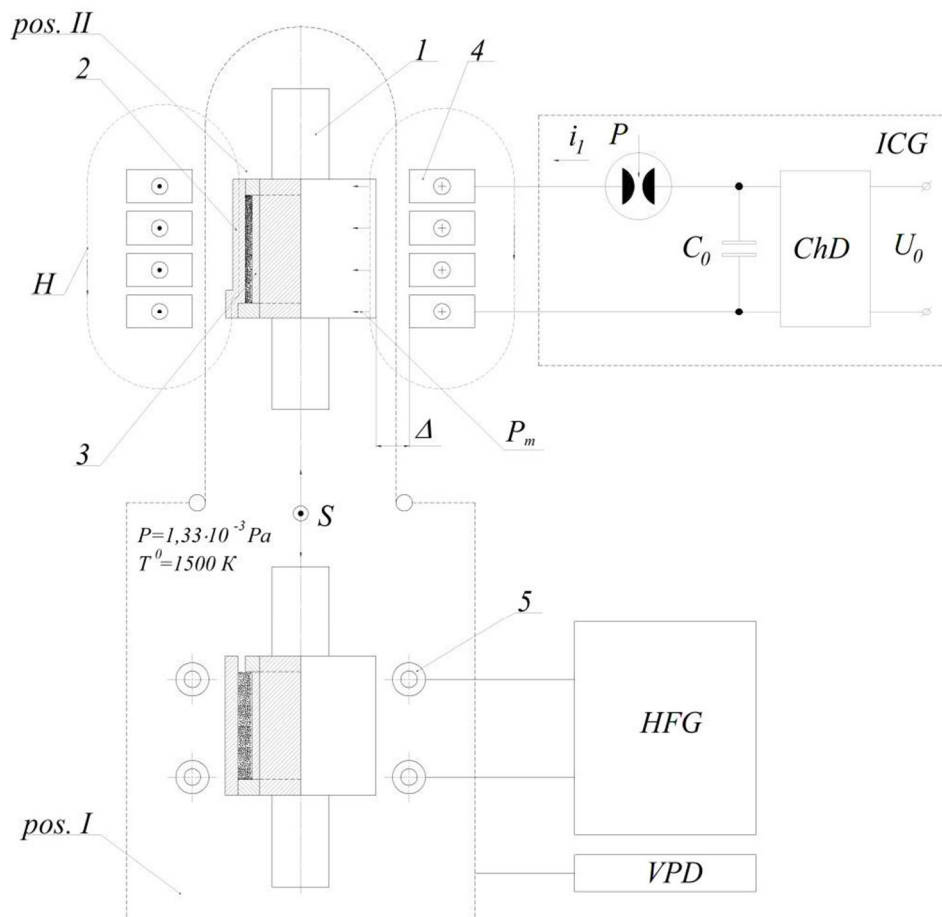 pos. II
1
4
2
i₁
P
ICG
C₀
ChD
U₀
H
3
Δ
Pₘ
S
P=1,33·10⁻³ Pa
T⁰=1500 K
5
HFG
pos. I
VPD